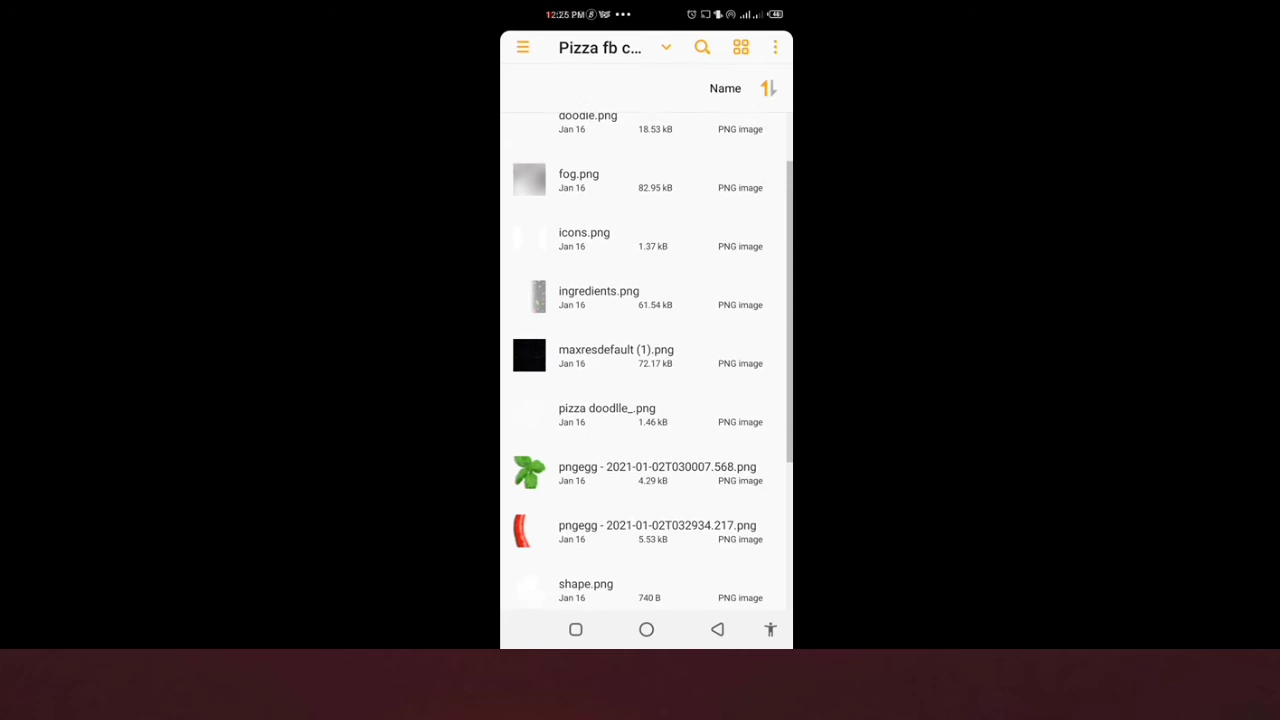 12:25 PM
46
Pizza fb c...
Name
doodle.png
Jan 16 18.53 kB PNG image
fog.png
Jan 16 82.95 kB PNG image
icons.png
Jan 16 1.37 kB PNG image
ingredients.png
Jan 16 61.54 kB PNG image
maxresdefault (1).png
Jan 16 72.17 kB PNG image
pizza doodlle_.png
Jan 16 1.46 kB PNG image
pngegg - 2021-01-02T030007.568.png
Jan 16 4.29 kB PNG image
pngegg - 2021-01-02T032934.217.png
Jan 16 5.53 kB PNG image
shape.png
Jan 16 740 B PNG image